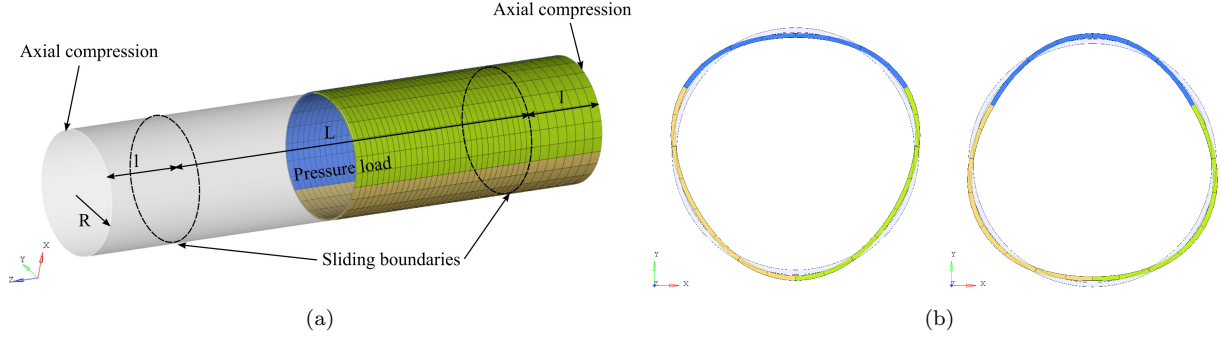 Axial compression
Axial compression
l
L
l
Pressure load
R
Sliding boundaries
X
Y
Z
Y
Z
X
Y
Z
X
(a)
(b)